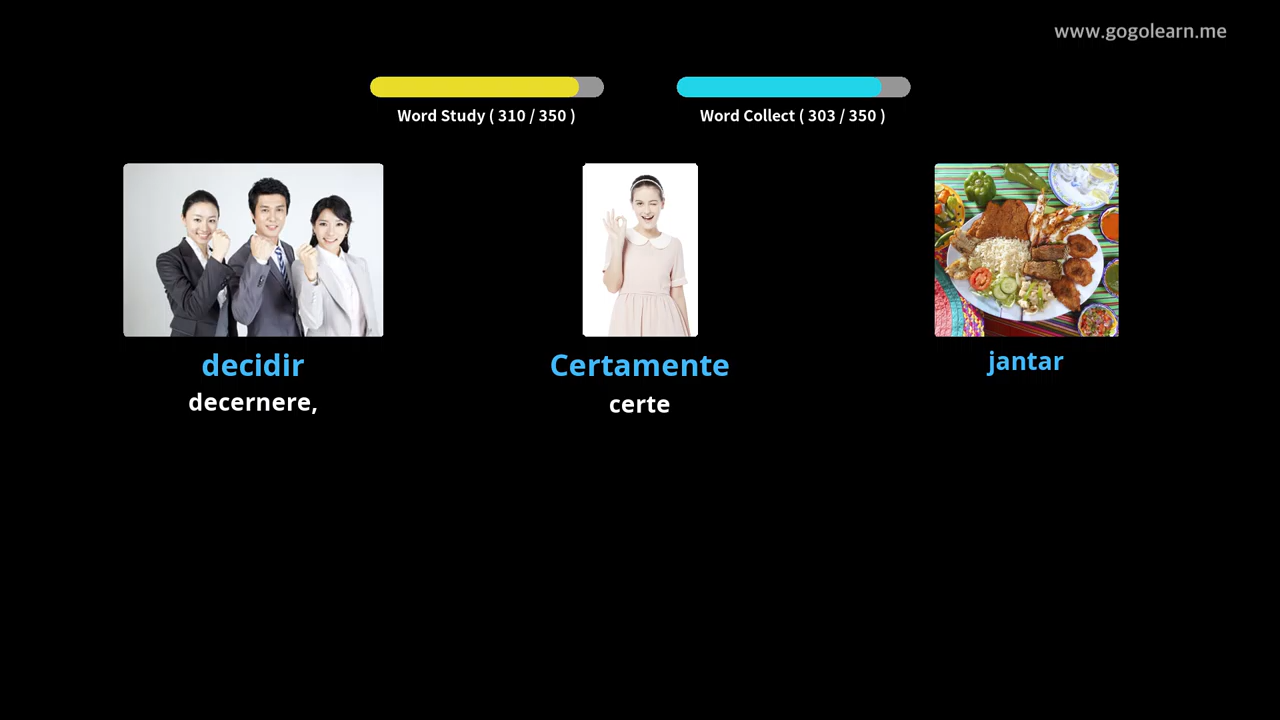 www.gogolearn.me
Word Study ( 310 / 350 )
Word Collect ( 303 / 350 )
decidir
decernere,
Certamente
certe
jantar